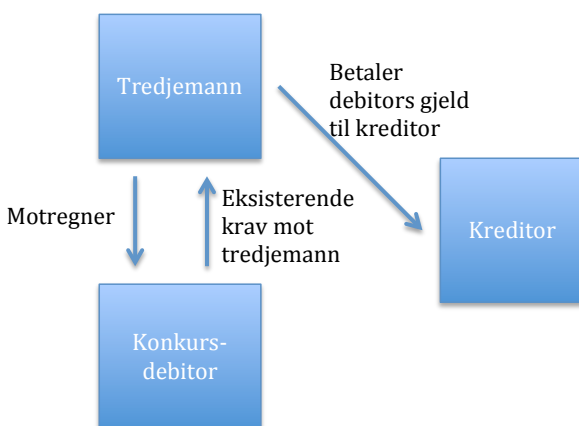 Tredjemann
Betaler
debitors gjeld
til kreditor
Motregner
Eksisterende
krav mot
tredjemann
Kreditor
Konkurs-
debitor